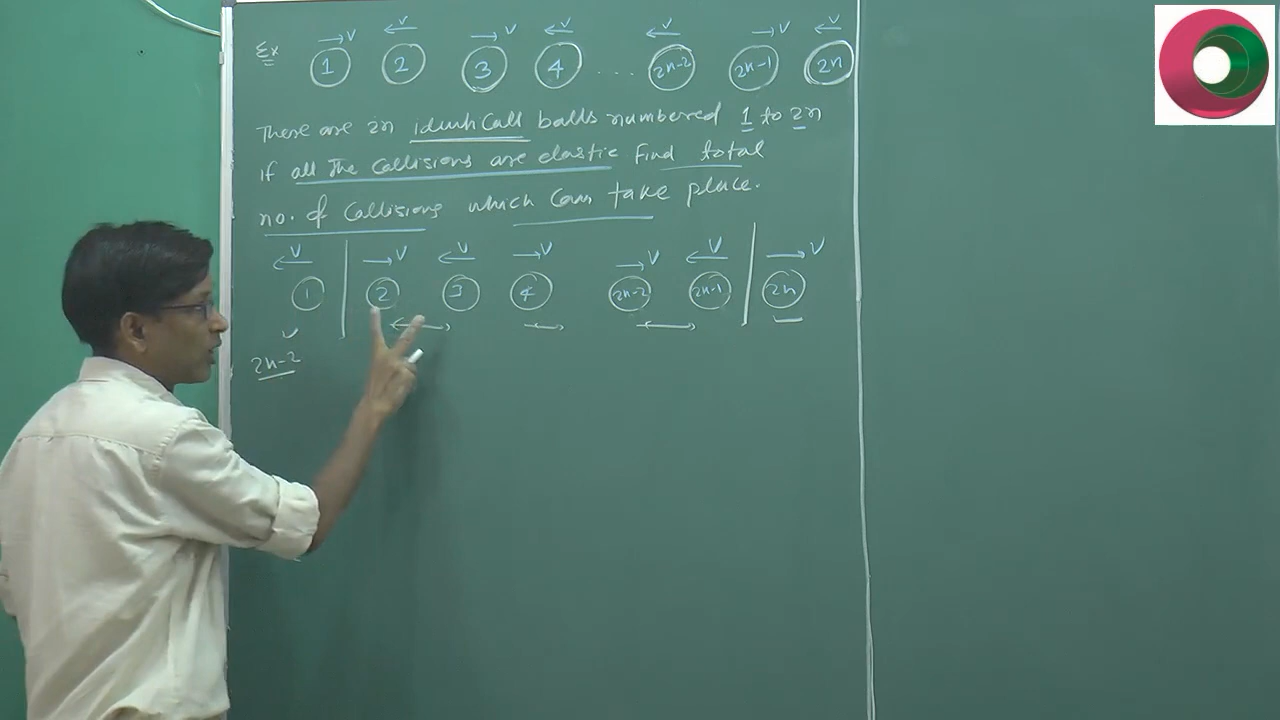 Ex → V ← V → V ← V ← V → V ← V
1 2 3 4 .... 2n-2 2n-1 2n
There are 2n identicall balls numbered 1 to 2n
if all the collisions are elastic find total
no. of collisions which can take place.
← V → V ← V → V → V ← V → V
1 2 3 4 2n-2 2n-1 2n
2n-2